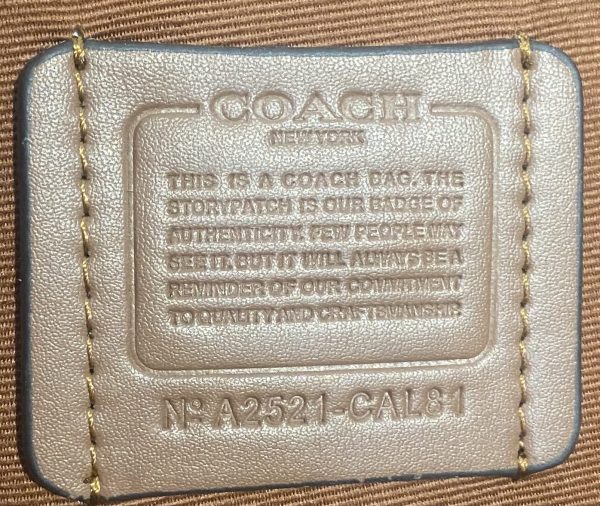 COACH
NEW YORK
THIS IS A COACH BAG. THE
STORYPATCH IS OUR BADGE OF
AUTHENTICITY. FEW PEOPLE MAY
SEE IT. BUT IT WILL ALWAYS BE A
REMINDER OF OUR COMMITMENT
TO QUALITY AND CRAFTSMANSHIP.
Nº A2521-CAL81